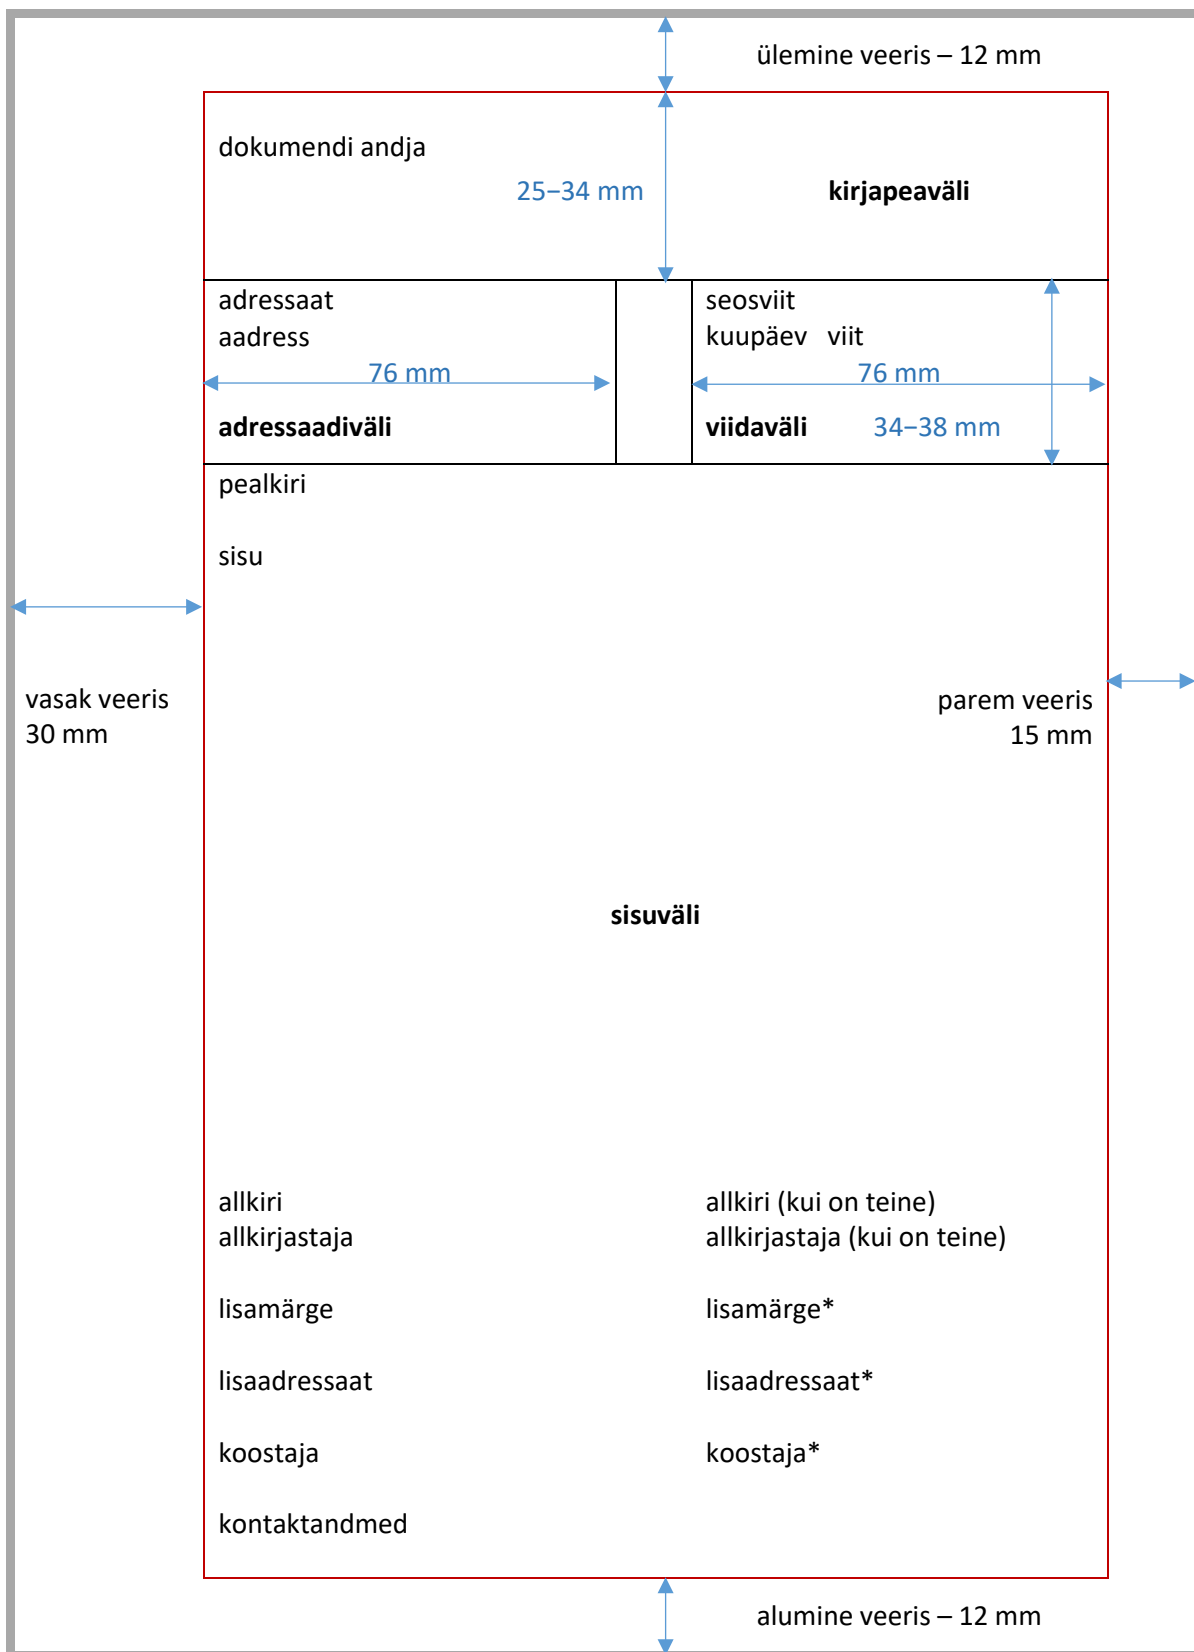 ülemine veeris – 12 mm
dokumendi andja
25–34 mm kirjapeaväli
adressaat seosviit
aadress kuupäev viit
76 mm 76 mm
adressaadiväli viidaväli 34–38 mm
pealkiri
sisu
vasak veeris parem veeris
30 mm 15 mm
sisuväli
allkiri allkiri (kui on teine)
allkirjastaja allkirjastaja (kui on teine)
lisamärge lisamärge*
lisaadressaat lisaadressaat*
koostaja koostaja*
kontaktandmed
alumine veeris – 12 mm